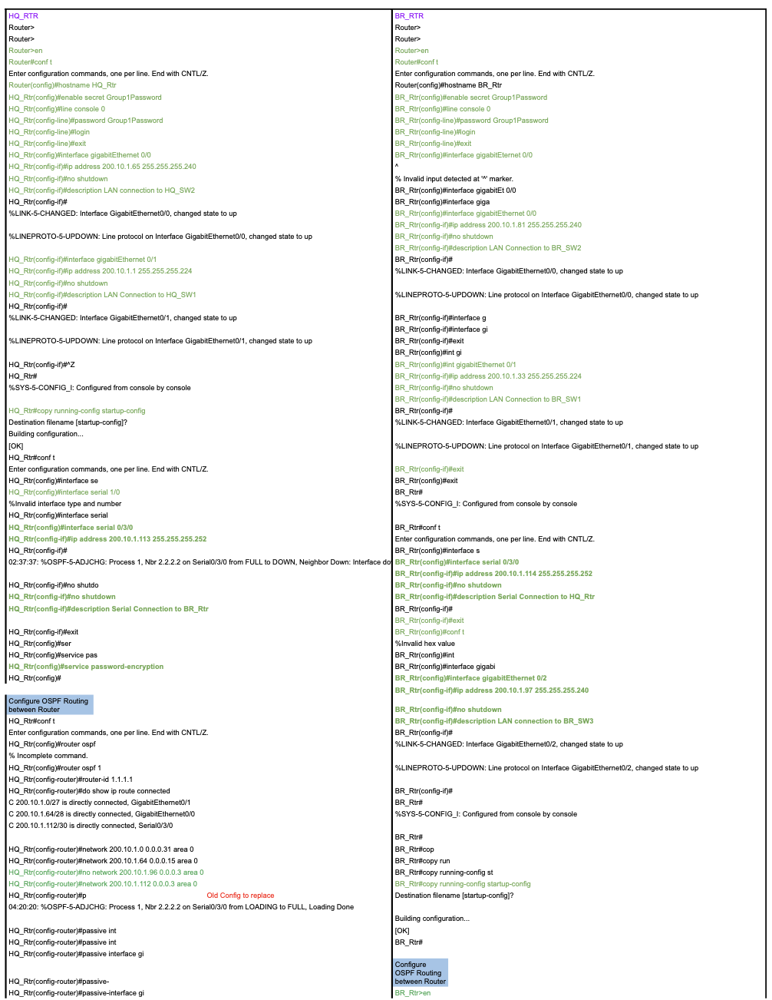 HQ_RTR
Router>
Router>
Router>en
Router#conf t
Enter configuration commands, one per line. End with CNTL/Z.
Router(config)#hostname HQ_Rtr
HQ_Rtr(config)#enable secret Group1Password
HQ_Rtr(config)#line console 0
HQ_Rtr(config-line)#password Group1Password
HQ_Rtr(config-line)#login
HQ_Rtr(config-line)#exit
HQ_Rtr(config)#interface gigabitEthernet 0/0
HQ_Rtr(config-if)#ip address 200.10.1.65 255.255.255.240
HQ_Rtr(config-if)#no shutdown
HQ_Rtr(config-if)#description LAN connection to HQ_SW2
HQ_Rtr(config-if)#
%LINK-5-CHANGED: Interface GigabitEthernet0/0, changed state to up
%LINEPROTO-5-UPDOWN: Line protocol on Interface GigabitEthernet0/0, changed state to up
HQ_Rtr(config-if)#interface gigabitEthernet 0/1
HQ_Rtr(config-if)#ip address 200.10.1.1 255.255.255.224
HQ_Rtr(config-if)#no shutdown
HQ_Rtr(config-if)#description LAN Connection to HQ_SW1
HQ_Rtr(config-if)#
%LINK-5-CHANGED: Interface GigabitEthernet0/1, changed state to up
%LINEPROTO-5-UPDOWN: Line protocol on Interface GigabitEthernet0/1, changed state to up
HQ_Rtr(config-if)#^Z
HQ_Rtr#
%SYS-5-CONFIG_I: Configured from console by console
HQ_Rtr#copy running-config startup-config
Destination filename [startup-config]?
Building configuration...
[OK]
HQ_Rtr#conf t
Enter configuration commands, one per line. End with CNTL/Z.
HQ_Rtr(config)#interface se
HQ_Rtr(config)#interface serial 1/0
%Invalid interface type and number
HQ_Rtr(config)#interface serial
HQ_Rtr(config)#interface serial 0/3/0
HQ_Rtr(config-if)#ip address 200.10.1.113 255.255.255.252
HQ_Rtr(config-if)#
02:37:37: %OSPF-5-ADJCHG: Process 1, Nbr 2.2.2.2 on Serial0/3/0 from FULL to DOWN, Neighbor Down: Interface do
HQ_Rtr(config-if)#no shutdo
HQ_Rtr(config-if)#no shutdown
HQ_Rtr(config-if)#description Serial Connection to BR_Rtr
HQ_Rtr(config-if)#exit
HQ_Rtr(config)#ser
HQ_Rtr(config)#service pas
HQ_Rtr(config)#service password-encryption
HQ_Rtr(config)#
Configure OSPF Routing
between Router
HQ_Rtr#conf t
Enter configuration commands, one per line. End with CNTL/Z.
HQ_Rtr(config)#router ospf
% Incomplete command.
HQ_Rtr(config)#router ospf 1
HQ_Rtr(config-router)#router-id 1.1.1.1
HQ_Rtr(config-router)#do show ip route connected
C 200.10.1.0/27 is directly connected, GigabitEthernet0/1
C 200.10.1.64/28 is directly connected, GigabitEthernet0/0
C 200.10.1.112/30 is directly connected, Serial0/3/0
HQ_Rtr(config-router)#network 200.10.1.0 0.0.0.31 area 0
HQ_Rtr(config-router)#network 200.10.1.64 0.0.0.15 area 0
HQ_Rtr(config-router)#no network 200.10.1.96 0.0.0.3 area 0
HQ_Rtr(config-router)#network 200.10.1.112 0.0.0.3 area 0
HQ_Rtr(config-router)#p Old Config to replace
04:20:20: %OSPF-5-ADJCHG: Process 1, Nbr 2.2.2.2 on Serial0/3/0 from LOADING to FULL, Loading Done
HQ_Rtr(config-router)#passive int
HQ_Rtr(config-router)#passive int
HQ_Rtr(config-router)#passive interface gi
HQ_Rtr(config-router)#passive-
HQ_Rtr(config-router)#passive-interface gi
BR_RTR
Router>
Router>
Router>en
Router#conf t
Enter configuration commands, one per line. End with CNTL/Z.
Router(config)#hostname BR_Rtr
BR_Rtr(config)#enable secret Group1Password
BR_Rtr(config)#line console 0
BR_Rtr(config-line)#password Group1Password
BR_Rtr(config-line)#login
BR_Rtr(config-line)#exit
BR_Rtr(config)#interface gigabitEternet 0/0
^
% Invalid input detected at '^' marker.
BR_Rtr(config)#interface gigabitEt 0/0
BR_Rtr(config)#interface giga
BR_Rtr(config)#interface gigabitEthernet 0/0
BR_Rtr(config-if)#ip address 200.10.1.81 255.255.255.240
BR_Rtr(config-if)#no shutdown
BR_Rtr(config-if)#description LAN Connection to BR_SW2
BR_Rtr(config-if)#
%LINK-5-CHANGED: Interface GigabitEthernet0/0, changed state to up
%LINEPROTO-5-UPDOWN: Line protocol on Interface GigabitEthernet0/0, changed state to up
BR_Rtr(config-if)#interface g
BR_Rtr(config-if)#interface gi
BR_Rtr(config-if)#exit
BR_Rtr(config)#int gi
BR_Rtr(config)#int gigabitEthernet 0/1
BR_Rtr(config-if)#ip address 200.10.1.33 255.255.255.224
BR_Rtr(config-if)#no shutdown
BR_Rtr(config-if)#description LAN Connection to BR_SW1
BR_Rtr(config-if)#
%LINK-5-CHANGED: Interface GigabitEthernet0/1, changed state to up
%LINEPROTO-5-UPDOWN: Line protocol on Interface GigabitEthernet0/1, changed state to up
BR_Rtr(config-if)#exit
BR_Rtr(config)#exit
BR_Rtr#
%SYS-5-CONFIG_I: Configured from console by console
BR_Rtr#conf t
Enter configuration commands, one per line. End with CNTL/Z.
BR_Rtr(config)#interface s
BR_Rtr(config)#interface serial 0/3/0
BR_Rtr(config-if)#ip address 200.10.1.114 255.255.255.252
BR_Rtr(config-if)#no shutdown
BR_Rtr(config-if)#description Serial Connection to HQ_Rtr
BR_Rtr(config-if)#
BR_Rtr(config-if)#exit
BR_Rtr(config)#conf t
%Invalid hex value
BR_Rtr(config)#int
BR_Rtr(config)#interface gigabi
BR_Rtr(config)#interface gigabitEthernet 0/2
BR_Rtr(config-if)#ip address 200.10.1.97 255.255.255.240
BR_Rtr(config-if)#no shutdown
BR_Rtr(config-if)#description LAN connection to BR_SW3
BR_Rtr(config-if)#
%LINK-5-CHANGED: Interface GigabitEthernet0/2, changed state to up
%LINEPROTO-5-UPDOWN: Line protocol on Interface GigabitEthernet0/2, changed state to up
BR_Rtr(config-if)#
BR_Rtr#
%SYS-5-CONFIG_I: Configured from console by console
BR_Rtr#
BR_Rtr#cop
BR_Rtr#copy run
BR_Rtr#copy running-config st
BR_Rtr#copy running-config startup-config
Destination filename [startup-config]?
Building configuration...
[OK]
BR_Rtr#
Configure
OSPF Routing
between Router
BR_Rtr>en